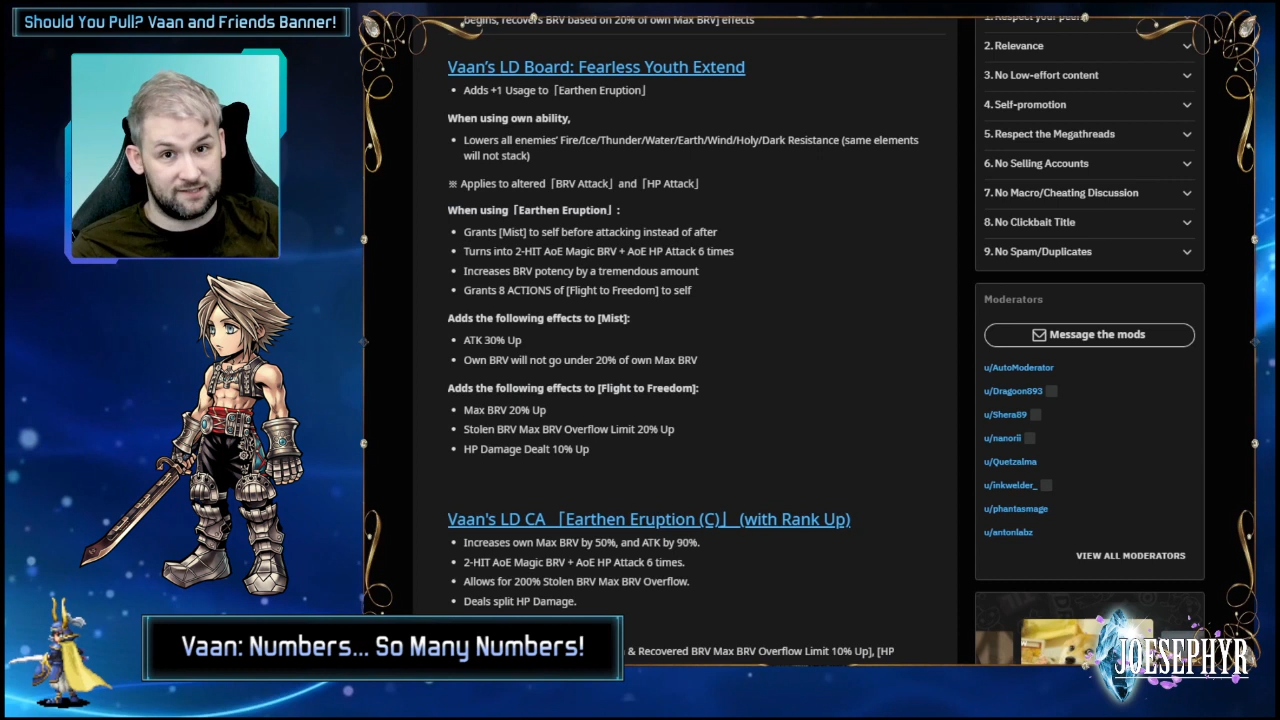 Should You Pull? Vaan and Friends Banner!
begins, recovers BRV based on 20% of own Max BRV] effects
Vaan's LD Board: Fearless Youth Extend
• Adds +1 Usage to「Earthen Eruption」
When using own ability,
• Lowers all enemies' Fire/Ice/Thunder/Water/Earth/Wind/Holy/Dark Resistance (same elements
will not stack)
※ Applies to altered「BRV Attack」 and「HP Attack」
When using「Earthen Eruption」:
• Grants [Mist] to self before attacking instead of after
• Turns into 2-HIT AoE Magic BRV + AoE HP Attack 6 times
• Increases BRV potency by a tremendous amount
• Grants 8 ACTIONS of [Flight to Freedom] to self
Adds the following effects to [Mist]:
• ATK 30% Up
• Own BRV will not go under 20% of own Max BRV
Adds the following effects to [Flight to Freedom]:
• Max BRV 20% Up
• Stolen BRV Max BRV Overflow Limit 20% Up
• HP Damage Dealt 10% Up
Vaan's LD CA 「Earthen Eruption (C)」 (with Rank Up)
• Increases own Max BRV by 50%, and ATK by 90%.
• 2-HIT AoE Magic BRV + AoE HP Attack 6 times.
• Allows for 200% Stolen BRV Max BRV Overflow.
• Deals split HP Damage.
& Recovered BRV Max BRV Overflow Limit 10% Up], [HP
1. Respect your peers
2. Relevance
3. No Low-effort content
4. Self-promotion
5. Respect the Megathreads
6. No Selling Accounts
7. No Macro/Cheating Discussion
8. No Clickbait Title
9. No Spam/Duplicates
Moderators
Message the mods
u/AutoModerator
u/Dragoon893
u/Shera89
u/nanorii
u/Quetzalma
u/inkwelder_
u/phantasmage
u/antonlabz
VIEW ALL MODERATORS
Vaan: Numbers... So Many Numbers!
JOESEPHYR